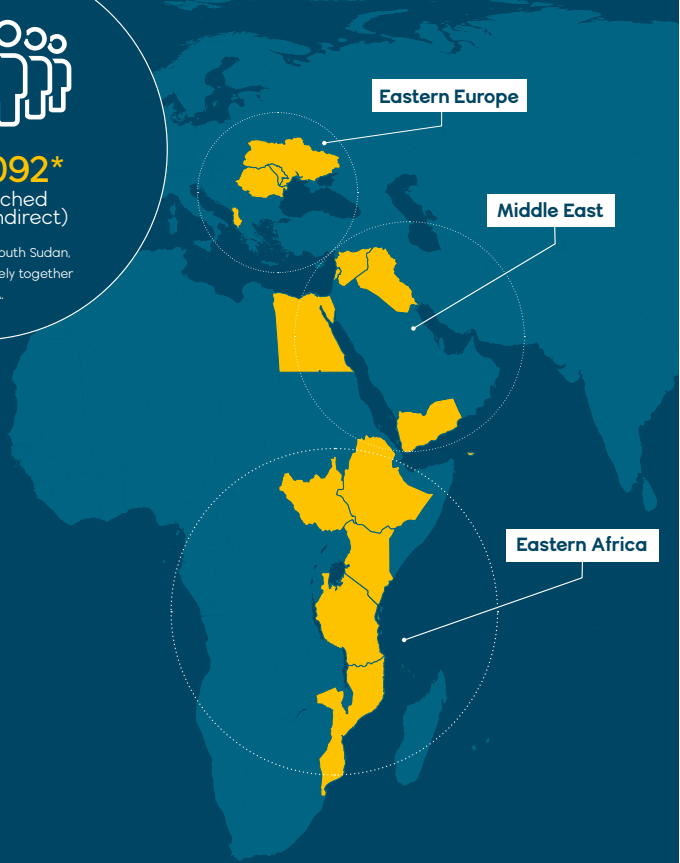 092*
ched
ndirect)
outh Sudan,
ely together
Eastern Europe
Middle East
Eastern Africa